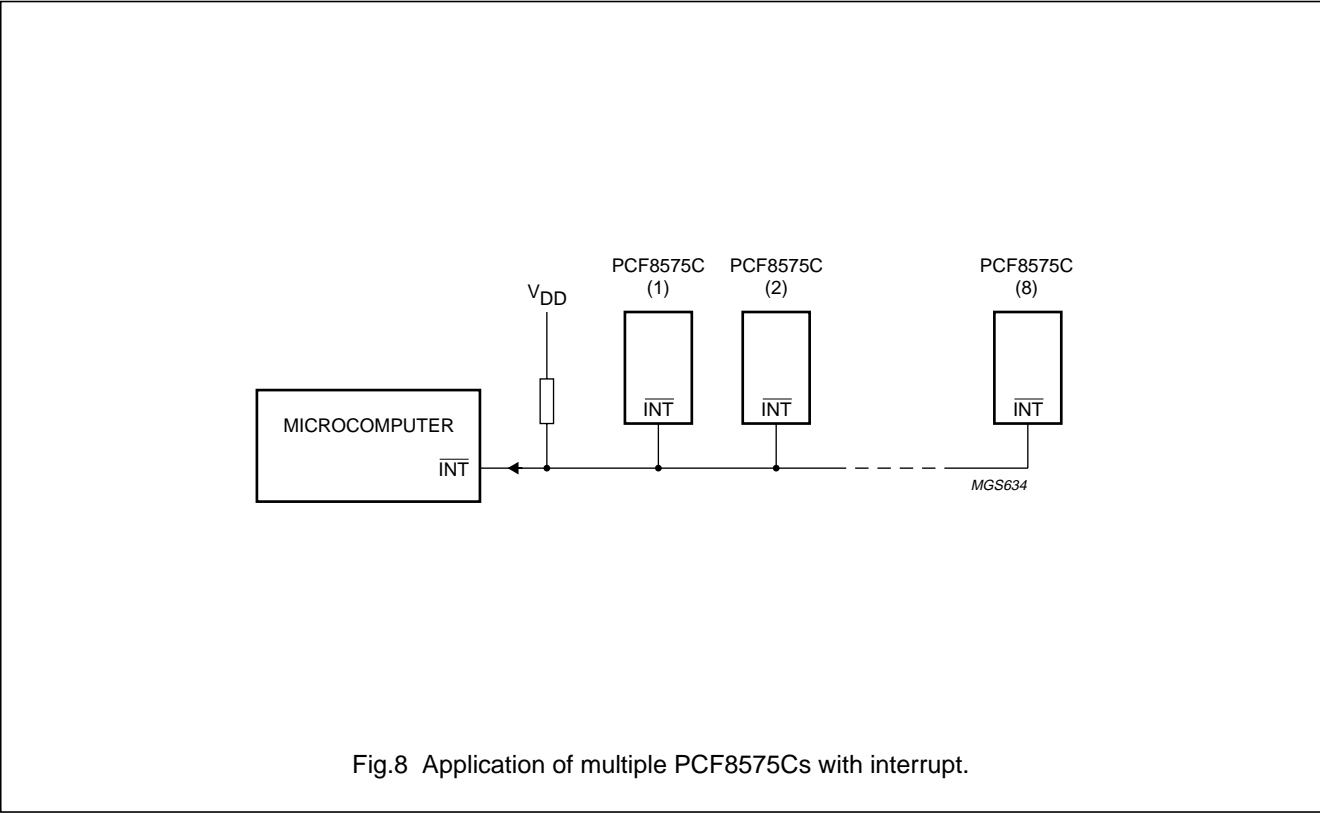 PCF8575C
(1)
PCF8575C
(2)
PCF8575C
(8)
VDD
INT
INT
INT
MICROCOMPUTER
INT
MGS634
Fig.8 Application of multiple PCF8575Cs with interrupt.